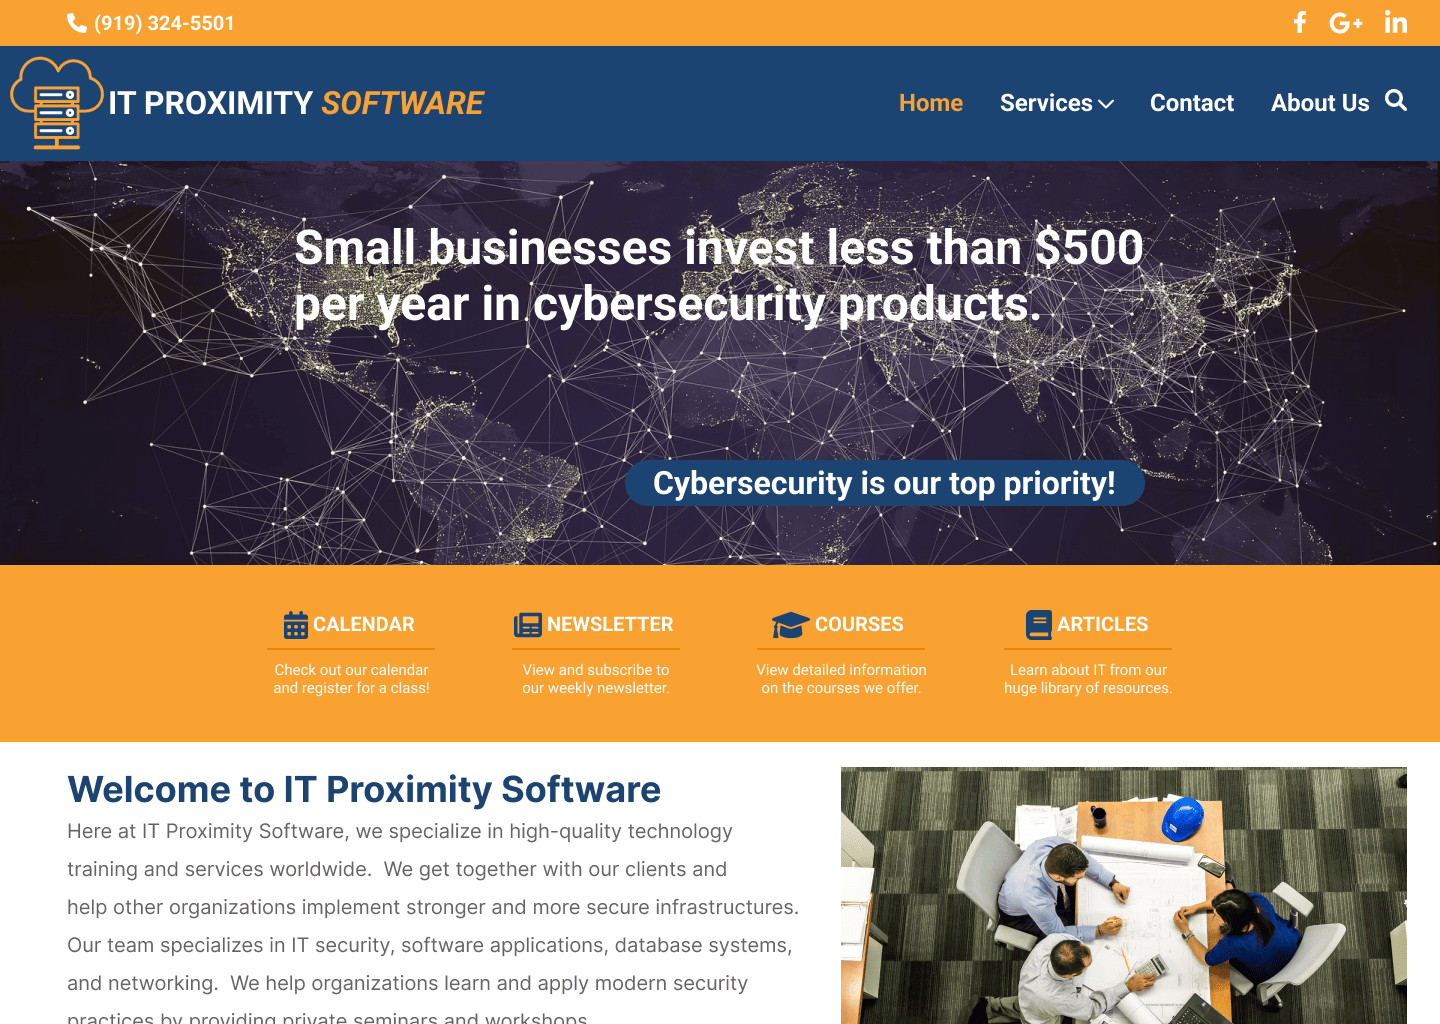 (919) 324-5501
IT PROXIMITY SOFTWARE
Home Services Contact About Us
Small businesses invest less than $500
per year in cybersecurity products.
Cybersecurity is our top priority!
CALENDAR
Check out our calendar
and register for a class!
NEWSLETTER
View and subscribe to
our weekly newsletter.
COURSES
View detailed information
on the courses we offer.
ARTICLES
Learn about IT from our
huge library of resources.
Welcome to IT Proximity Software
Here at IT Proximity Software, we specialize in high-quality technology
training and services worldwide.  We get together with our clients and
help other organizations implement stronger and more secure infrastructures.
Our team specializes in IT security, software applications, database systems,
and networking.  We help organizations learn and apply modern security
practices by providing private seminars and workshops.